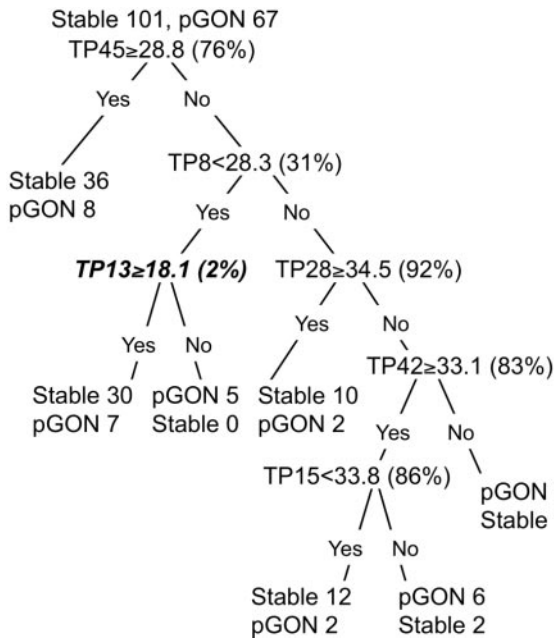 Stable 101, pGON 67
TP45≥28.8 (76%)
Yes
No
Stable 36
pGON 8
TP8<28.3 (31%)
Yes
No
TP13≥18.1 (2%)
Yes
No
Stable 30
pGON 7
pGON 5
Stable 0
TP28≥34.5 (92%)
Yes
No
Stable 10
pGON 2
TP42≥33.1 (83%)
Yes
No
TP15<33.8 (86%)
Yes
No
Stable 12
pGON 2
pGON 6
Stable 2
pGON
Stable